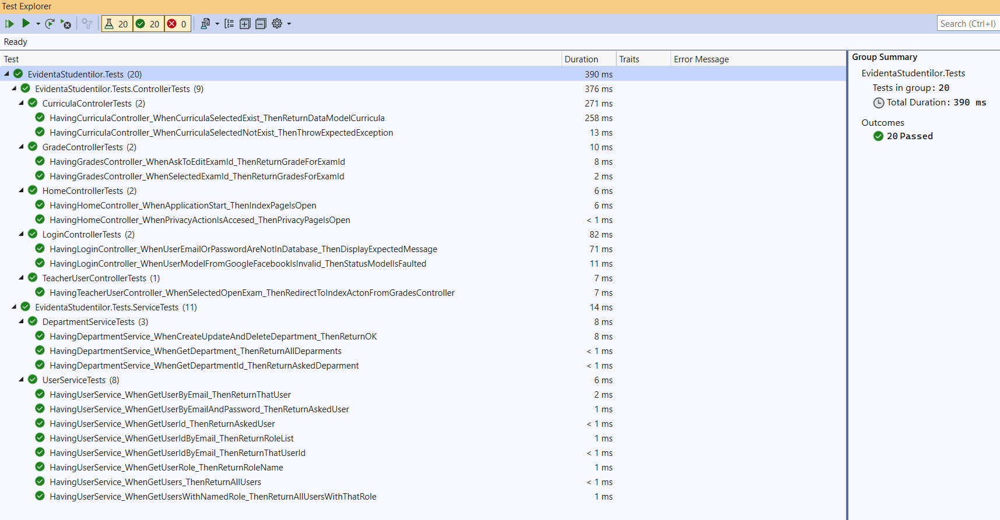 Test Explorer
20 20 0 Search (Ctrl+I)
Ready
Test Duration Traits Error Message
EvidentaStudentilor.Tests (20) 390 ms
EvidentaStudentilor.Tests.ControllerTests (9) 376 ms
CurriculaControlerTests (2) 271 ms
HavingCurriculaController_WhenCurriculaSelectedExist_ThenReturnDataModelCurricula 258 ms
HavingCurriculaController_WhenCurriculaSelectedNotExist_ThenThrowExpectedException 13 ms
GradeControllerTests (2) 10 ms
HavingGradesController_WhenAskToEditExamId_ThenReturnGradeForExamId 8 ms
HavingGradesController_WhenSelectedExamId_ThenReturnGradesForExamId 2 ms
HomeControllerTests (2) 6 ms
HavingHomeController_WhenApplicationStart_ThenIndexPageIsOpen 6 ms
HavingHomeController_WhenPrivacyActionIsAccesed_ThenPrivacyPageIsOpen < 1 ms
LoginControllerTests (2) 82 ms
HavingLoginController_WhenUserEmailOrPasswordAreNotInDatabase_ThenDisplayExpectedMessage 71 ms
HavingLoginController_WhenUserModelFromGoogleFacebookIsInvalid_ThenStatusModelIsFaulted 11 ms
TeacherUserControllerTests (1) 7 ms
HavingTeacherUserController_WhenSelectedOpenExam_ThenRedirectToIndexActonFromGradesController 7 ms
EvidentaStudentilor.Tests.ServiceTests (11) 14 ms
DepartmentServiceTests (3) 8 ms
HavingDepartmentService_WhenCreateUpdateAndDeleteDepartment_ThenReturnOK 8 ms
HavingDepartmentService_WhenGetDepartment_ThenReturnAllDeparments < 1 ms
HavingDepartmentService_WhenGetDepartmentId_ThenReturnAskedDeparment < 1 ms
UserServiceTests (8) 6 ms
HavingUserService_WhenGetUserByEmail_ThenReturnThatUser 2 ms
HavingUserService_WhenGetUserByEmailAndPassword_ThenReturnAskedUser 1 ms
HavingUserService_WhenGetUserId_ThenReturnAskedUser < 1 ms
HavingUserService_WhenGetUserIdByEmail_ThenReturnRoleList 1 ms
HavingUserService_WhenGetUserIdByEmail_ThenReturnThatUserId < 1 ms
HavingUserService_WhenGetUserRole_ThenReturnRoleName 1 ms
HavingUserService_WhenGetUsers_ThenReturnAllUsers < 1 ms
HavingUserService_WhenGetUsersWithNamedRole_ThenReturnAllUsersWithThatRole 1 ms
Group Summary
EvidentaStudentilor.Tests
Tests in group: 20
Total Duration: 390 ms
Outcomes
20 Passed